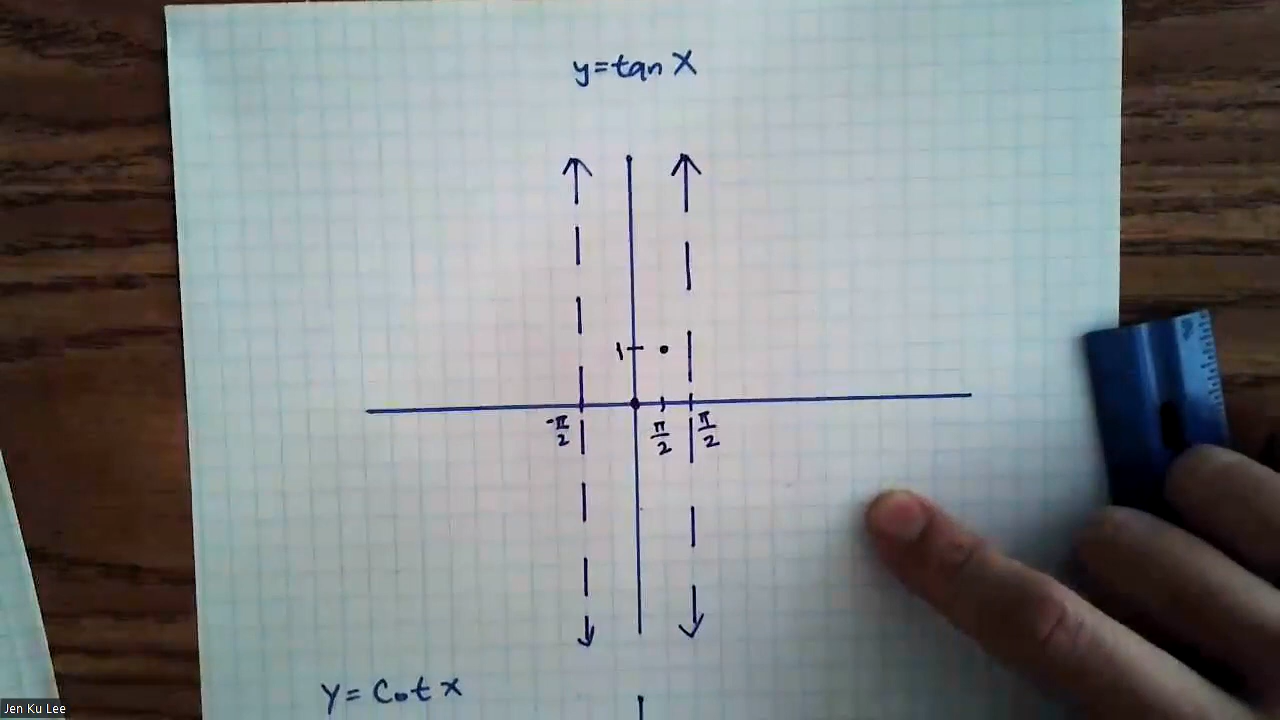 y=tan x
1
-π/2 π/2 π/2
y= Cot x
Jen Ku Lee